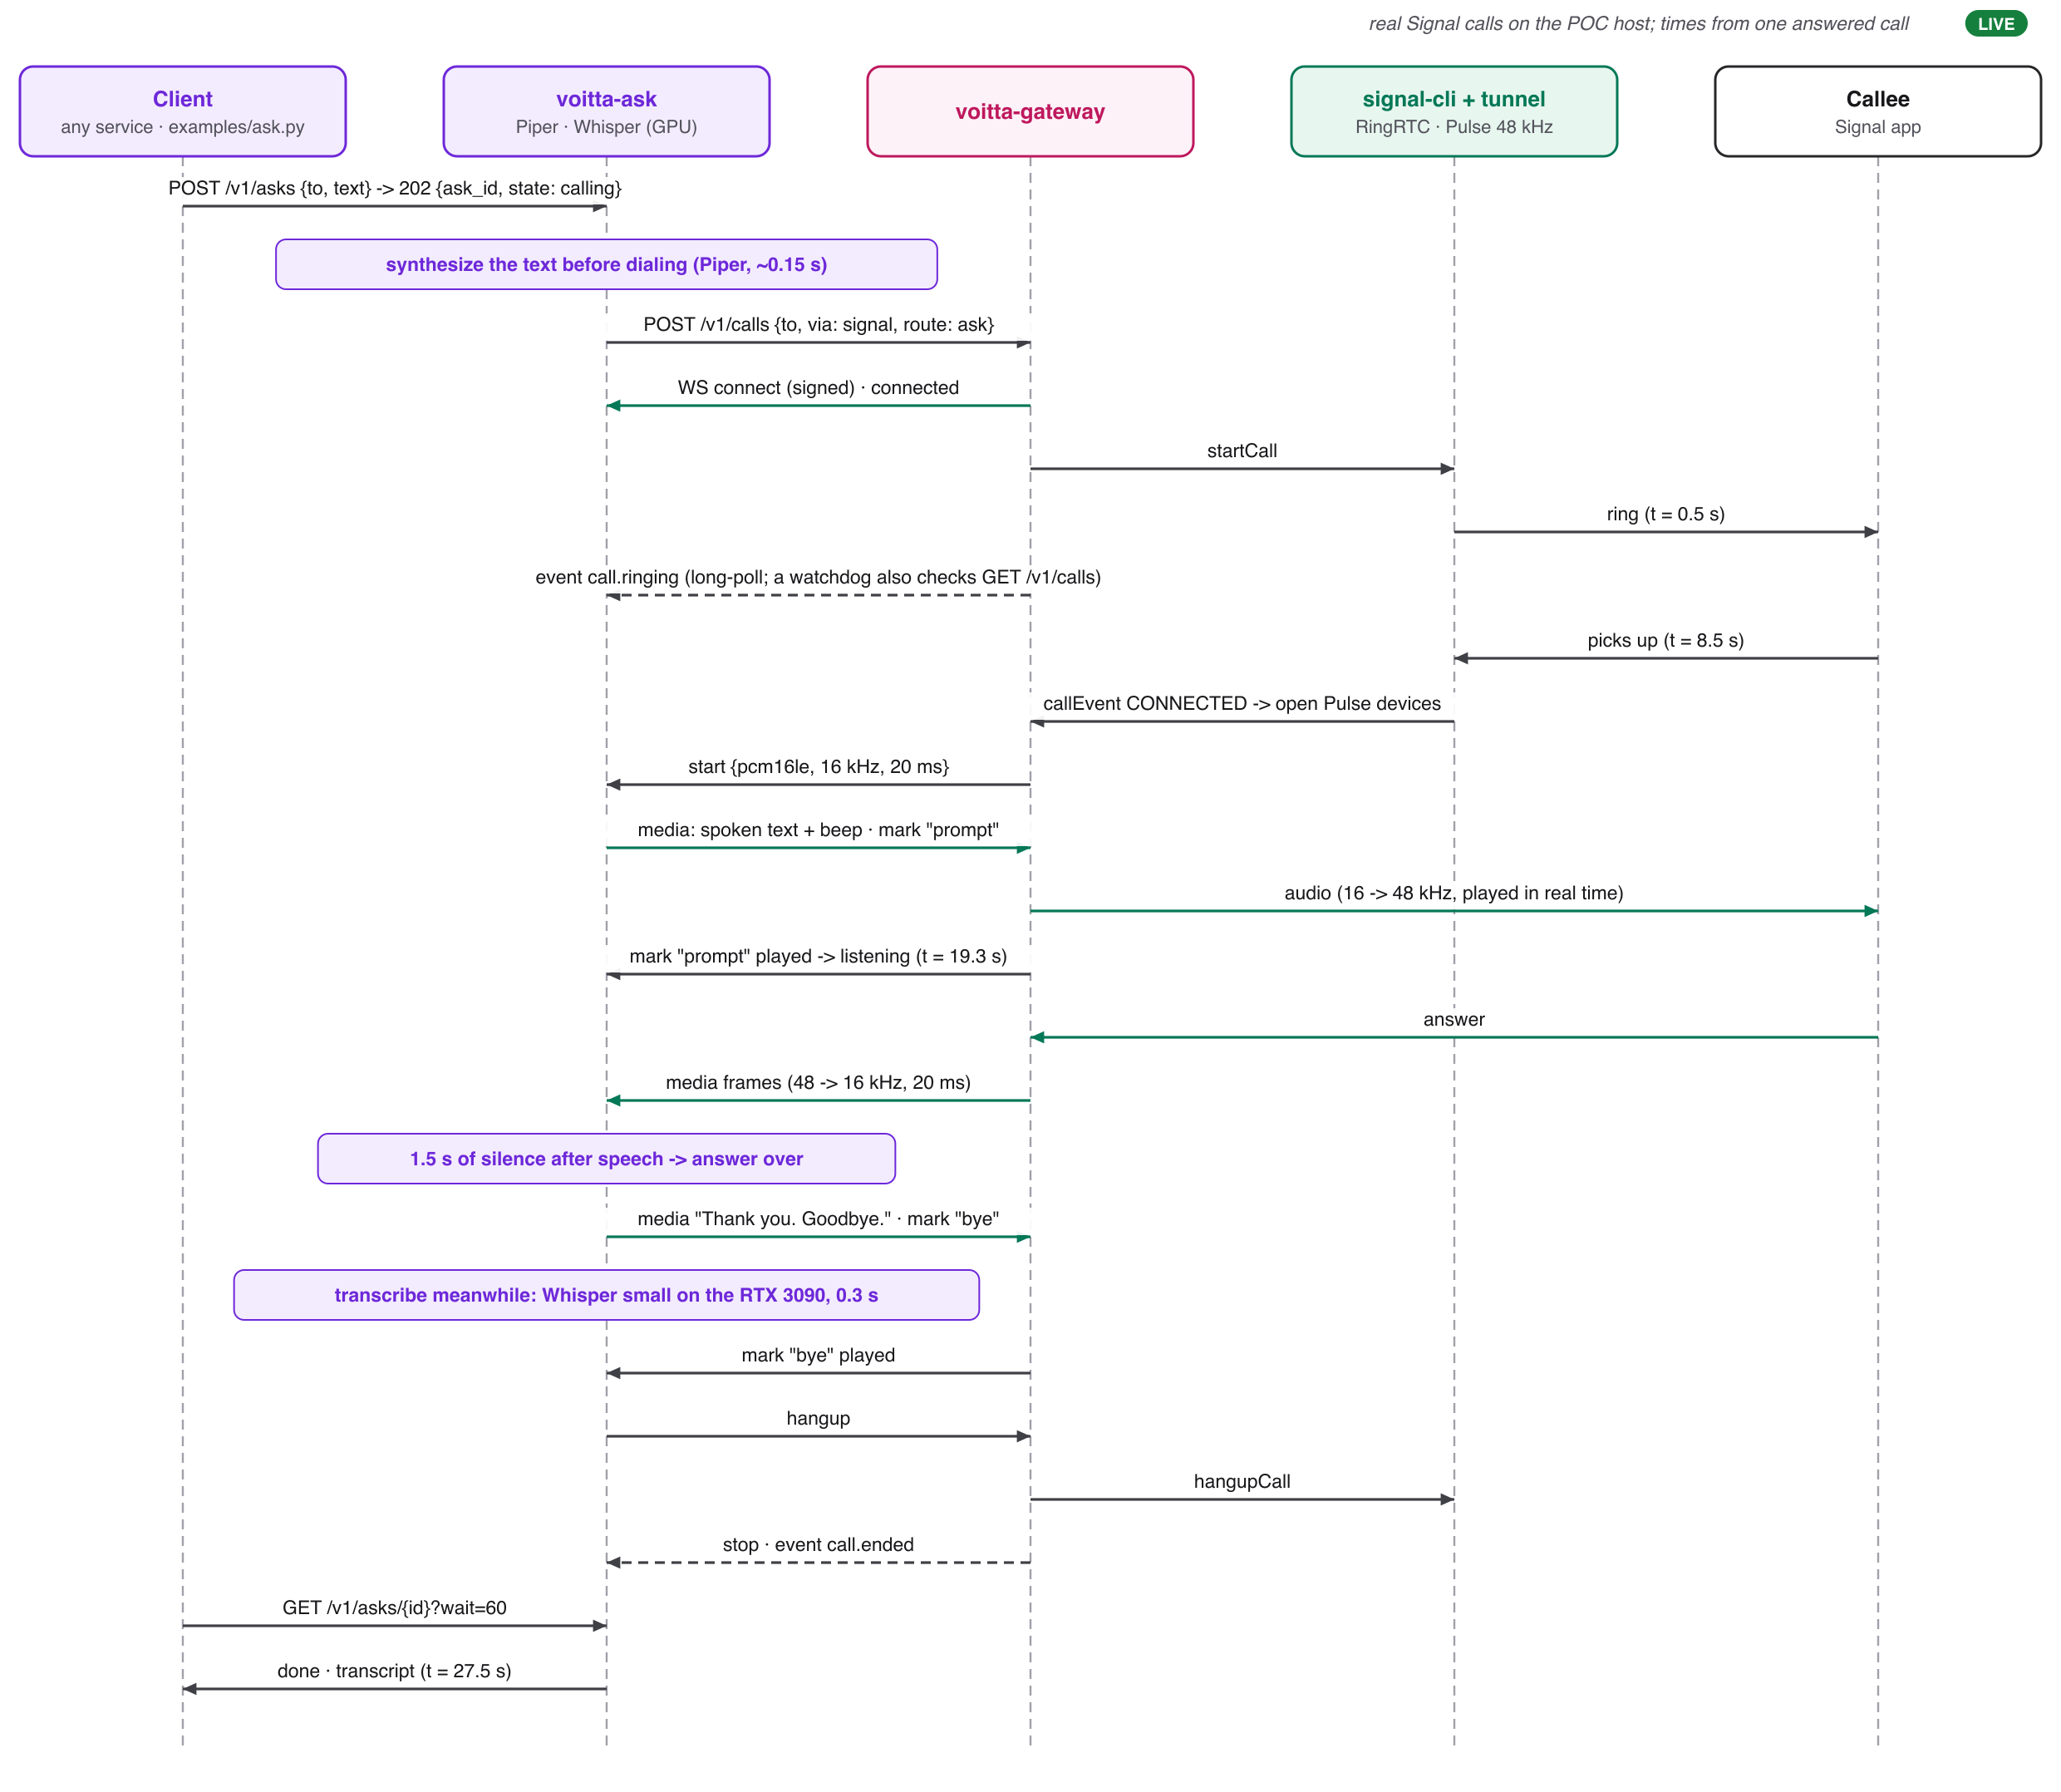 real Signal calls on the POC host; times from one answered call
LIVE
Client
any service · examples/ask.py
voitta-ask
Piper · Whisper (GPU)
voitta-gateway
signal-cli + tunnel
RingRTC · Pulse 48 kHz
Callee
Signal app
POST /v1/asks {to, text} -> 202 {ask_id, state: calling}
synthesize the text before dialing (Piper, ~0.15 s)
POST /v1/calls {to, via: signal, route: ask}
WS connect (signed) · connected
startCall
ring (t = 0.5 s)
event call.ringing (long-poll; a watchdog also checks GET /v1/calls)
picks up (t = 8.5 s)
callEvent CONNECTED -> open Pulse devices
start {pcm16le, 16 kHz, 20 ms}
media: spoken text + beep · mark "prompt"
audio (16 -> 48 kHz, played in real time)
mark "prompt" played -> listening (t = 19.3 s)
answer
media frames (48 -> 16 kHz, 20 ms)
1.5 s of silence after speech -> answer over
media "Thank you. Goodbye." · mark "bye"
transcribe meanwhile: Whisper small on the RTX 3090, 0.3 s
mark "bye" played
hangup
hangupCall
stop · event call.ended
GET /v1/asks/{id}?wait=60
done · transcript (t = 27.5 s)